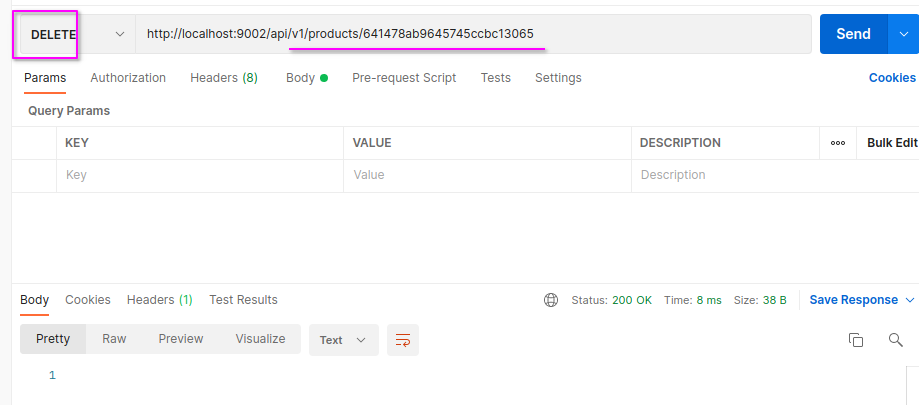 DELETE http://localhost:9002/api/v1/products/641478ab9645745ccbc13065 Send
Params Authorization Headers (8) Body Pre-request Script Tests Settings Cookies
Query Params
KEY VALUE DESCRIPTION Bulk Edit
Key Value Description
Body Cookies Headers (1) Test Results Status: 200 OK Time: 8 ms Size: 38 B Save Response
Pretty Raw Preview Visualize Text
1